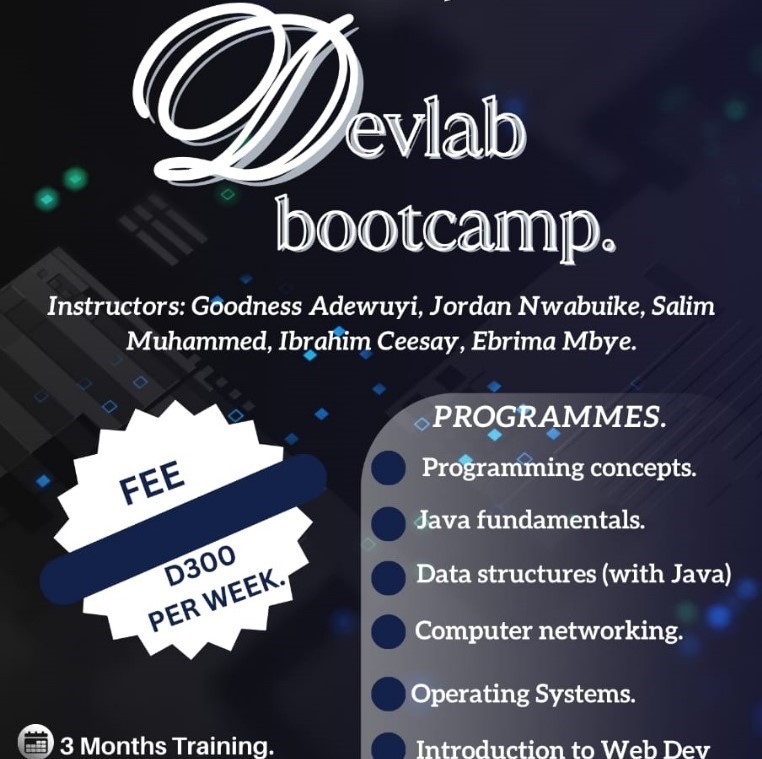 Devlab
bootcamp.
Instructors: Goodness Adewuyi, Jordan Nwabuike, Salim
Muhammed, Ibrahim Ceesay, Ebrima Mbye.
FEE
D300
PER WEEK.
PROGRAMMES.
Programming concepts.
Java fundamentals.
Data structures (with Java)
Computer networking.
Operating Systems.
Introduction to Web Dev
3 Months Training.